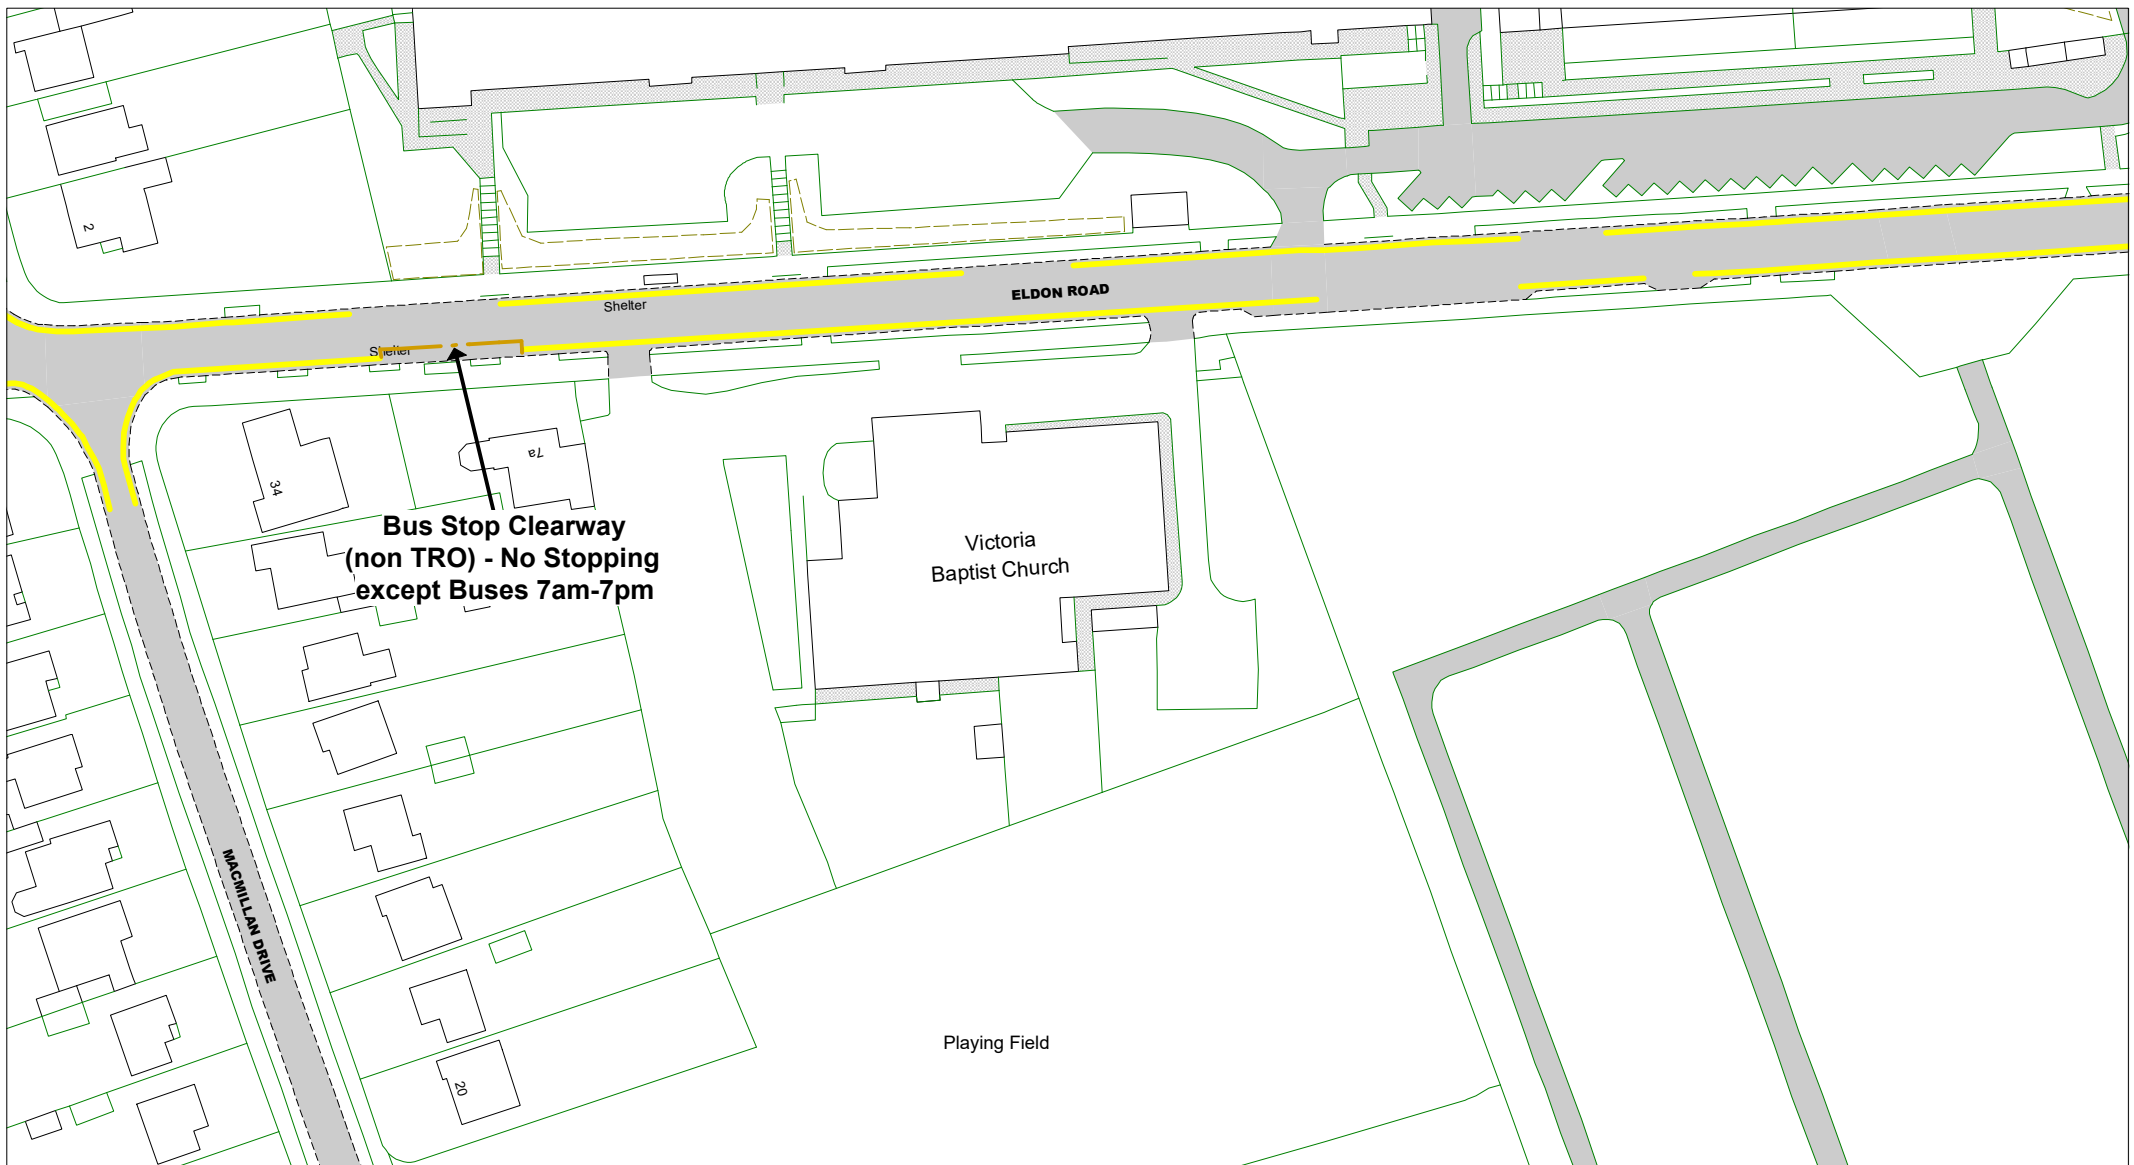 2
Shelter
ELDON ROAD
Shelter
34
7a
Bus Stop Clearway
(non TRO) - No Stopping
except Buses 7am-7pm
Victoria
Baptist Church
MACMILLAN DRIVE
Playing Field
20